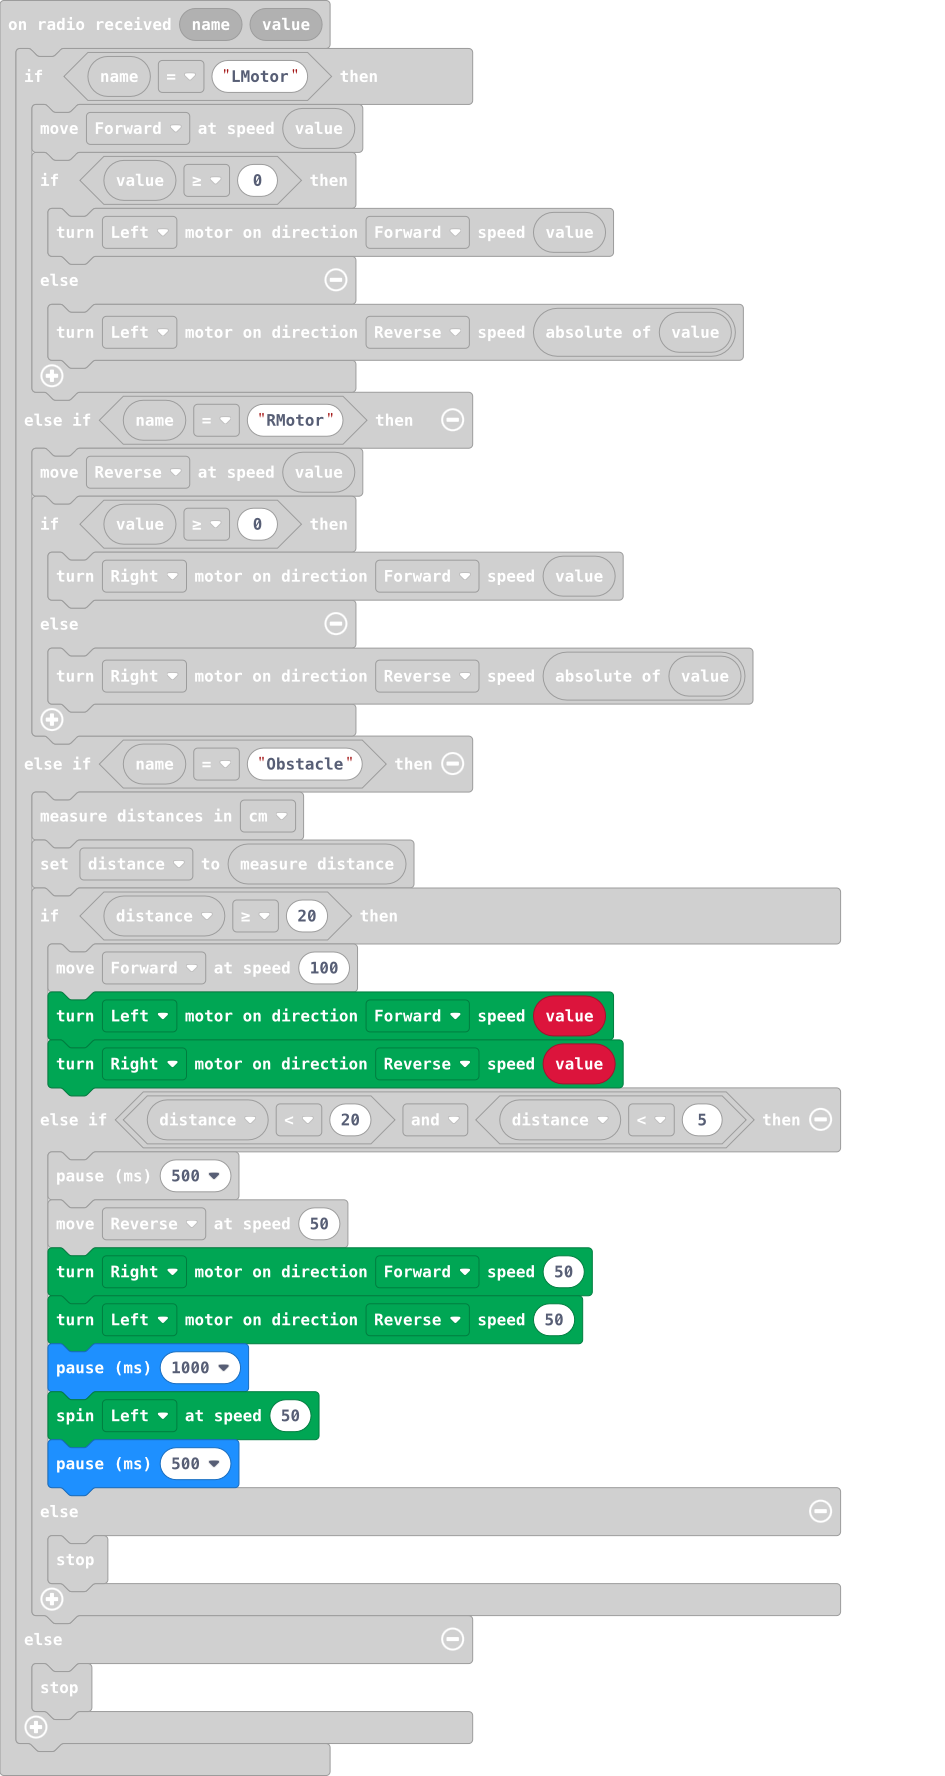 on radio received name value
if name = "LMotor" then
move Forward at speed value
if value ≥ 0 then
turn Left motor on direction Forward speed value
else
turn Left motor on direction Reverse speed absolute of value
else if name = "RMotor" then
move Reverse at speed value
if value ≥ 0 then
turn Right motor on direction Forward speed value
else
turn Right motor on direction Reverse speed absolute of value
else if name = "Obstacle" then
measure distances in cm
set distance to measure distance
if distance ≥ 20 then
move Forward at speed 100
turn Left motor on direction Forward speed value
turn Right motor on direction Reverse speed value
else if distance < 20 and distance < 5 then
pause (ms) 500
move Reverse at speed 50
turn Right motor on direction Forward speed 50
turn Left motor on direction Reverse speed 50
pause (ms) 1000
spin Left at speed 50
pause (ms) 500
else
stop
else
stop